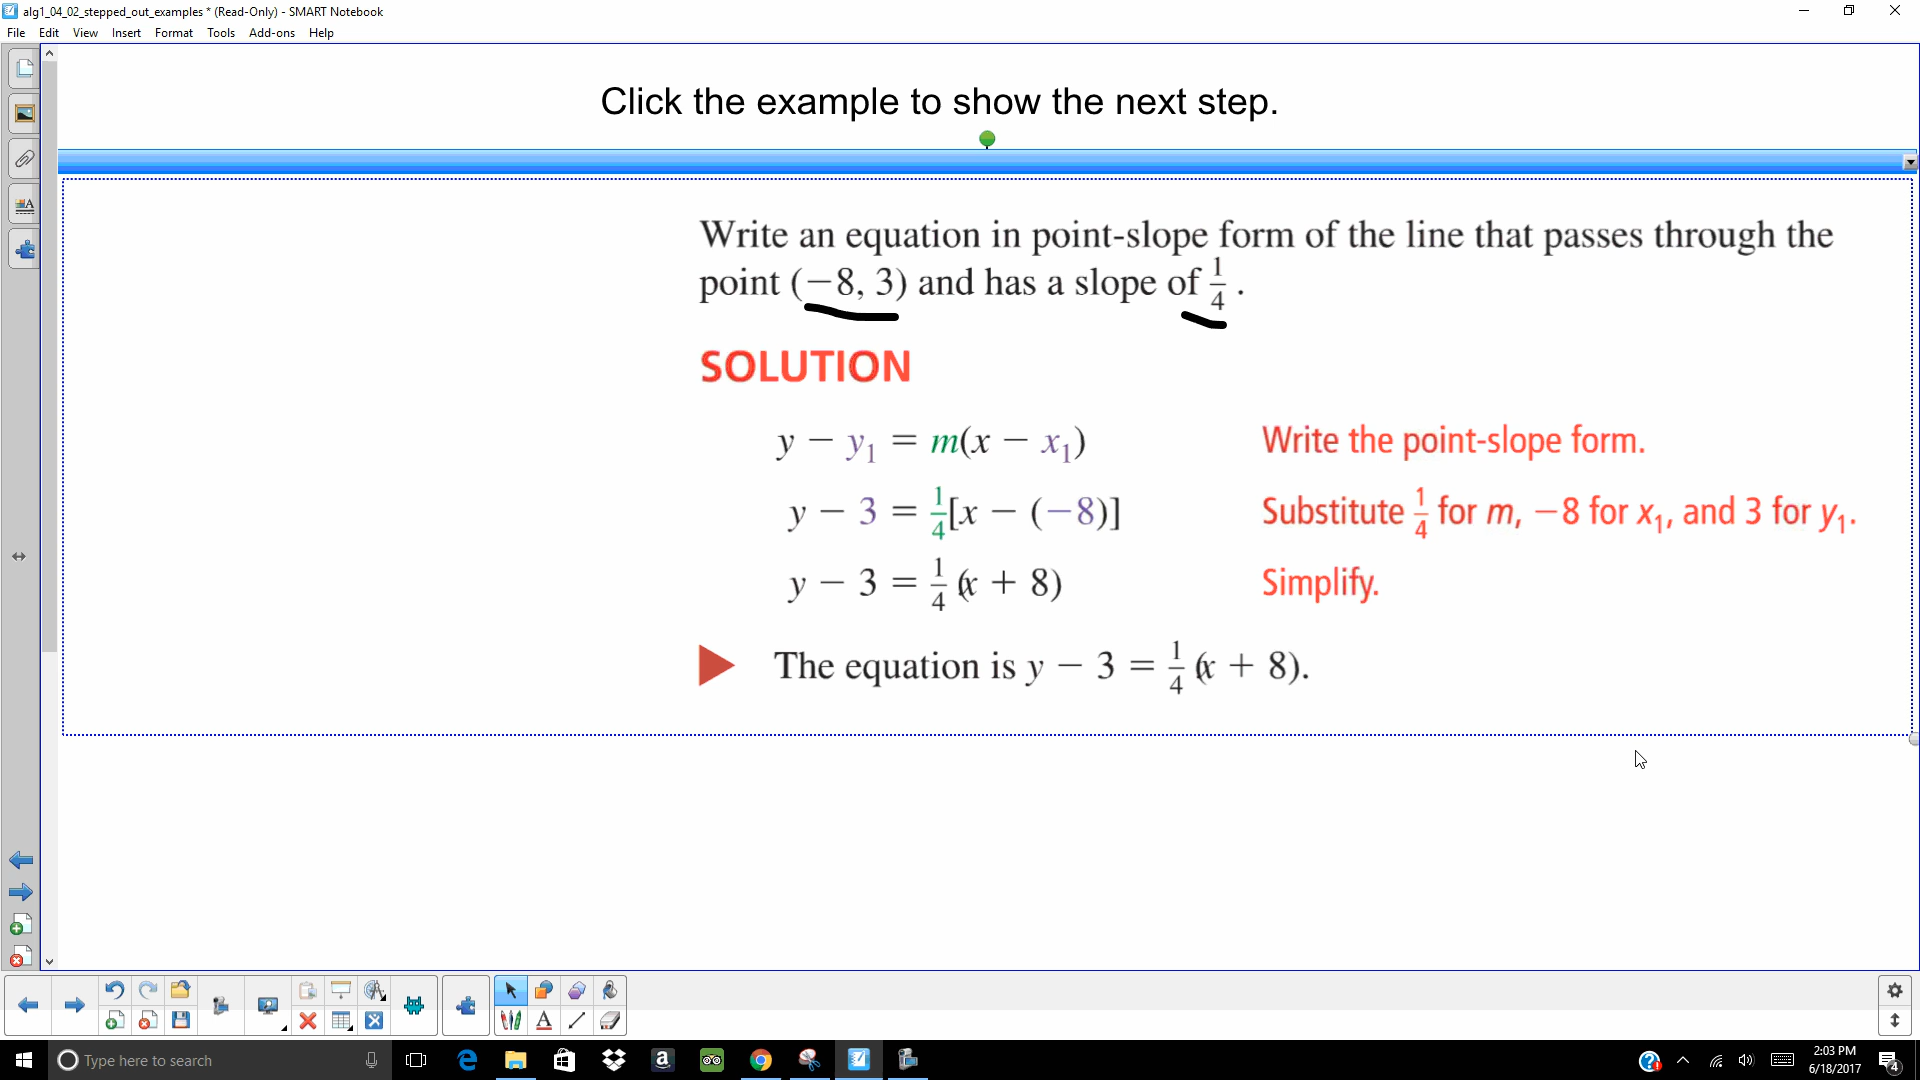 alg1_04_02_stepped_out_examples * (Read-Only) - SMART Notebook
File Edit View Insert Format Tools Add-ons Help
Click the example to show the next step.
Write an equation in point-slope form of the line that passes through the
point (−8, 3) and has a slope of 1/4 .
SOLUTION
y − y₁ = m(x − x₁) Write the point-slope form.
y − 3 = 1/4[x − (−8)] Substitute 1/4 for m, −8 for x₁, and 3 for y₁.
y − 3 = 1/4 (x + 8) Simplify.
The equation is y − 3 = 1/4 (x + 8).
Type here to search
2:03 PM
6/18/2017
4